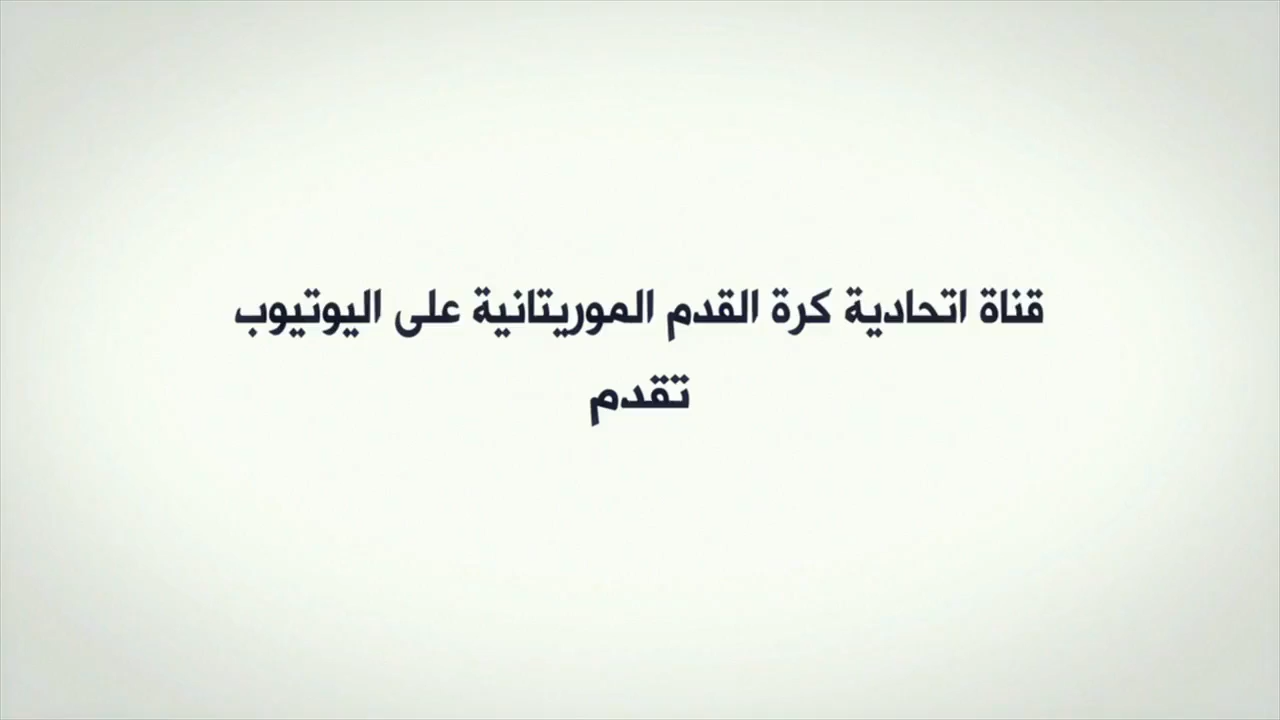 قناة اتحادية كرة القدم الموريتانية على اليوتيوب
تقدم